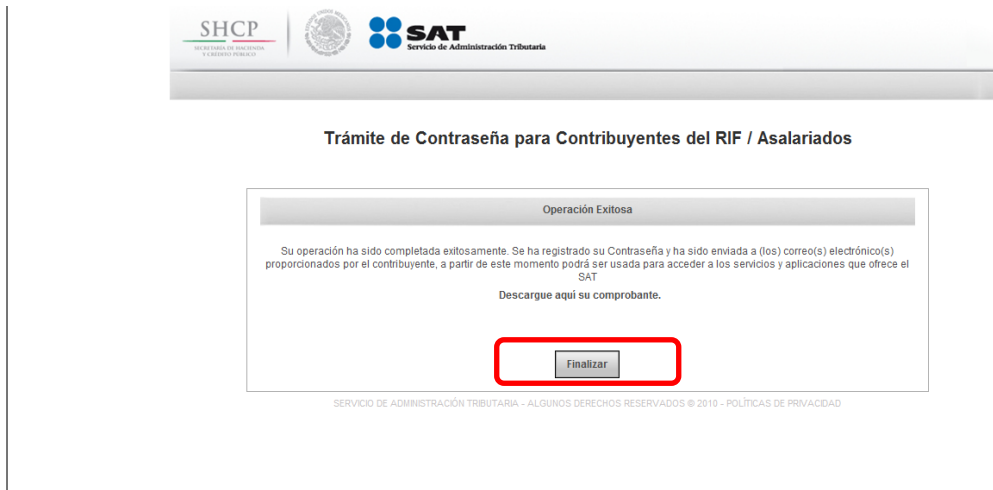 SHCP
SECRETARÍA DE HACIENDA
Y CRÉDITO PÚBLICO
SAT
Servicio de Administración Tributaria
Trámite de Contraseña para Contribuyentes del RIF / Asalariados
Operación Exitosa
Su operación ha sido completada exitosamente. Se ha registrado su Contraseña y ha sido enviada a (los) correo(s) electrónico(s)
proporcionados por el contribuyente, a partir de este momento podrá ser usada para acceder a los servicios y aplicaciones que ofrece el
SAT
Descargue aquí su comprobante.
Finalizar
SERVICIO DE ADMINISTRACIÓN TRIBUTARIA - ALGUNOS DERECHOS RESERVADOS © 2010 - POLÍTICAS DE PRIVACIDAD